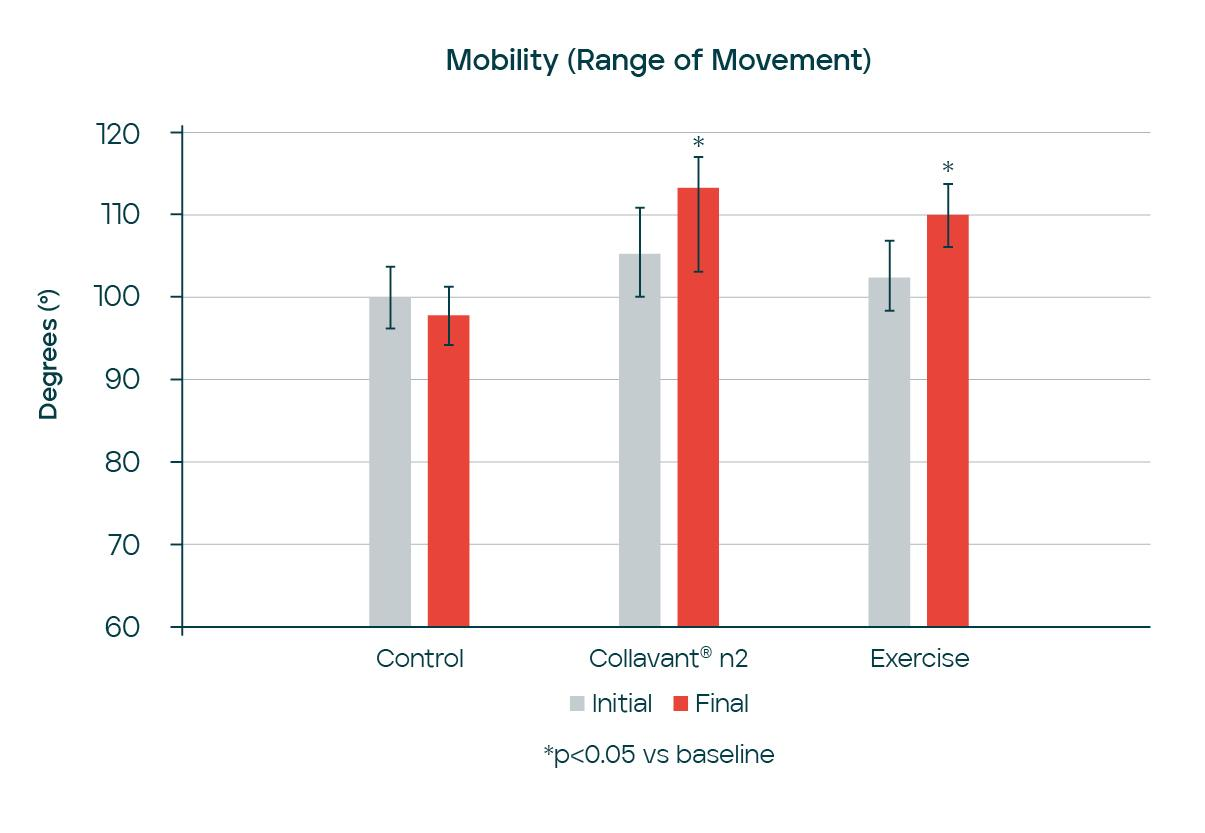 Mobility (Range of Movement)
120
*
*
110
100
90
80
70
60
Degrees (°)
Control
Collavant® n2
Exercise
Initial
Final
*p<0.05 vs baseline